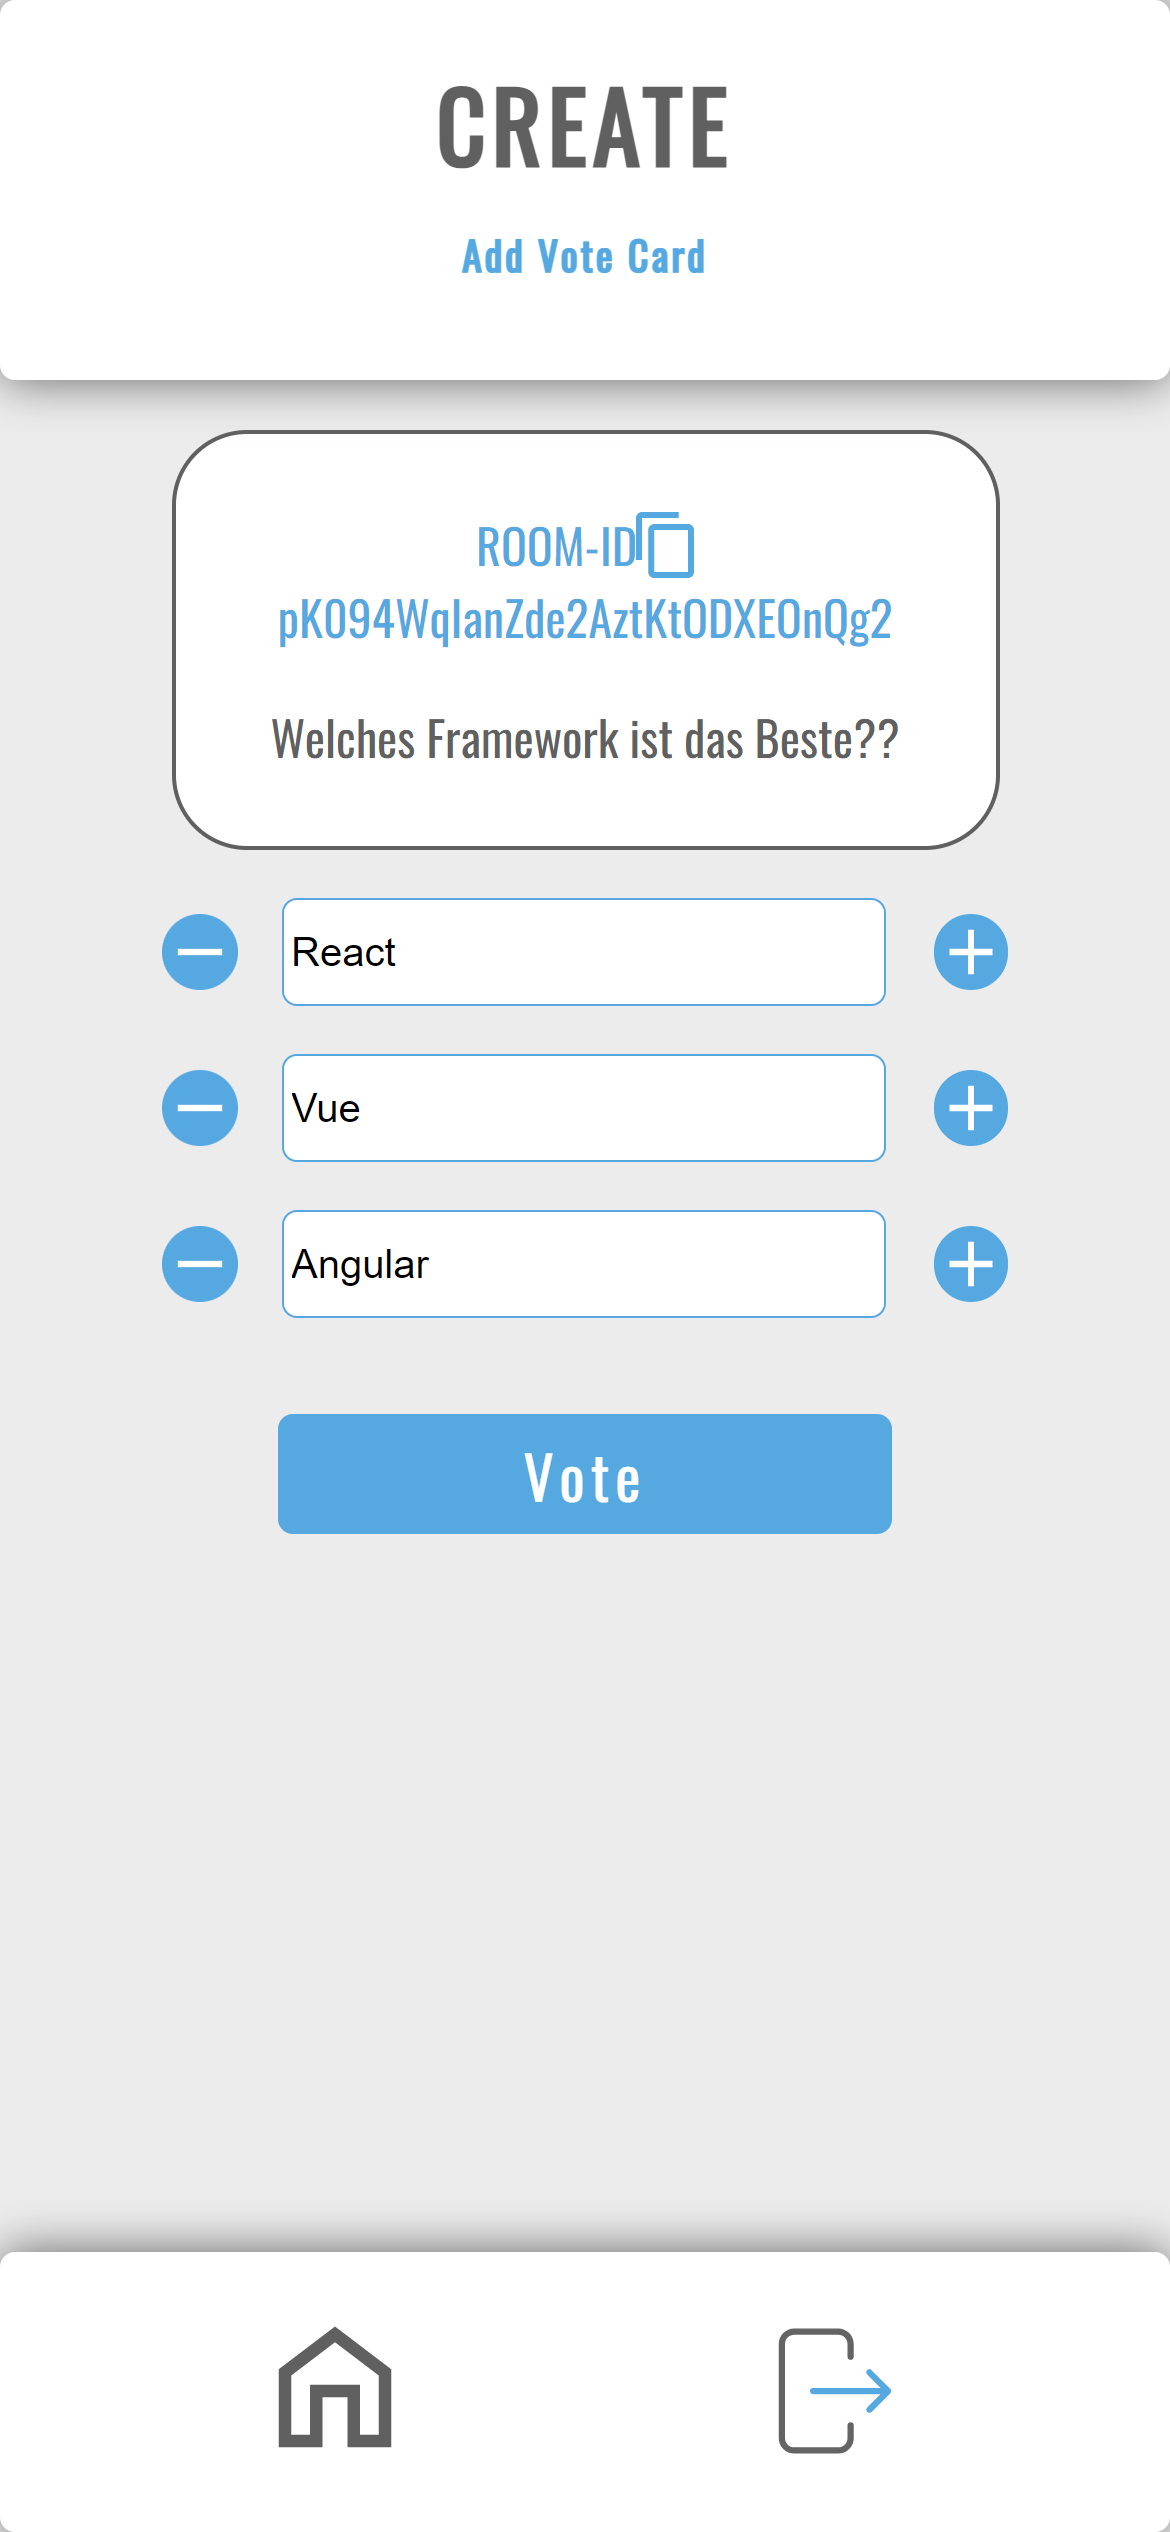 CREATE
Add Vote Card
ROOM-ID
pK094WqlanZde2AztKtODXEOnQg2
Welches Framework ist das Beste??
React
Vue
Angular
Vote